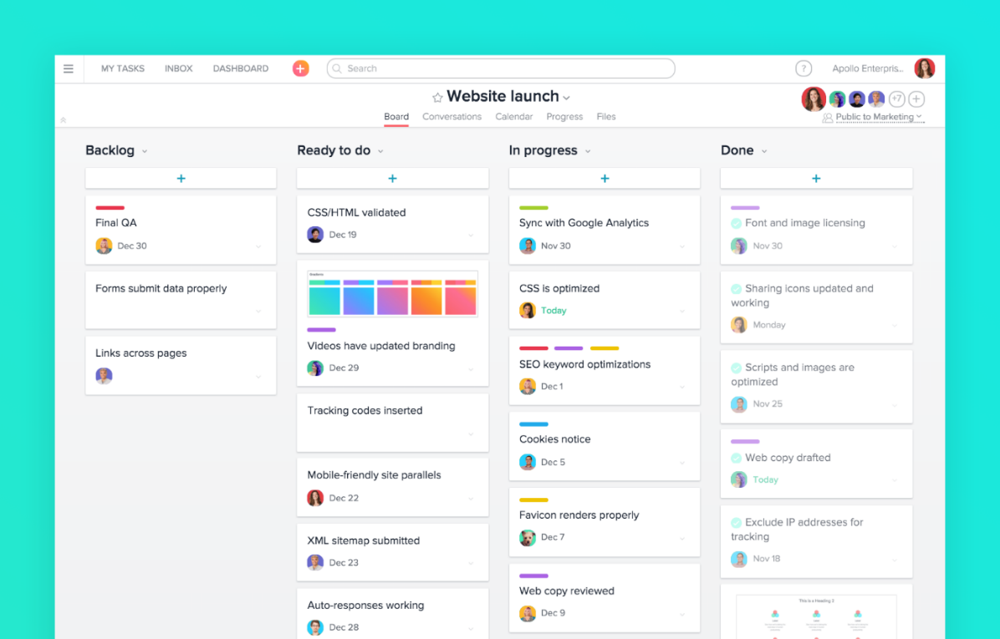 MY TASKS
INBOX
DASHBOARD
+
Search
?
Apollo Enterpris...
Website launch
+7
+
Board
Conversations
Calendar
Progress
Files
Public to Marketing
Backlog
+
Final QA
Dec 30
Forms submit data properly
Links across pages
Ready to do
+
CSS/HTML validated
Dec 19
Gradients
Videos have updated branding
Dec 29
Tracking codes inserted
Mobile-friendly site parallels
Dec 22
XML sitemap submitted
Dec 23
Auto-responses working
Dec 28
In progress
+
Sync with Google Analytics
Nov 30
CSS is optimized
Today
SEO keyword optimizations
Dec 1
Cookies notice
Dec 5
Favicon renders properly
Dec 7
Web copy reviewed
Dec 9
Done
+
Font and image licensing
Nov 30
Sharing icons updated and
working
Monday
Scripts and images are
optimized
Nov 25
Web copy drafted
Today
Exclude IP addresses for
tracking
Nov 18
This is a Heading 2